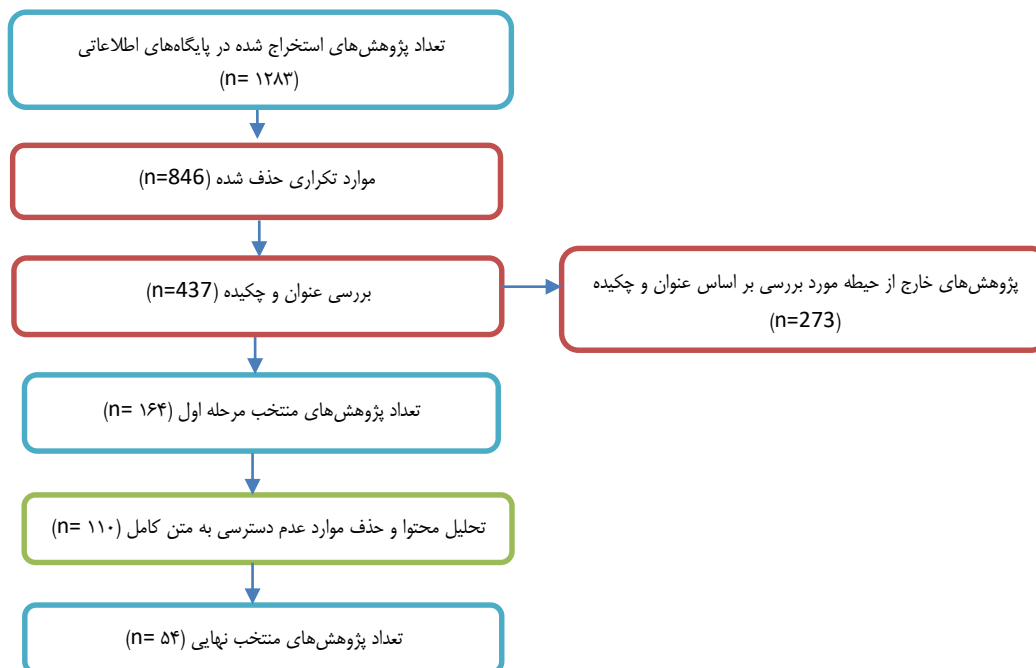 تعداد پژوهش‌های استخراج شده در پایگاه‌های اطلاعاتی
(n= ۱۲۸۳)
موارد تکراری حذف شده (n=846)
بررسی عنوان و چکیده (n=437)
پژوهش‌های خارج از حیطه مورد بررسی بر اساس عنوان و چکیده
(n=273)
تعداد پژوهش‌های منتخب مرحله اول (n= ۱۶۴)
تحلیل محتوا و حذف موارد عدم دسترسی به متن کامل (n= ۱۱۰)
تعداد پژوهش‌های منتخب نهایی (n= ۵۴)